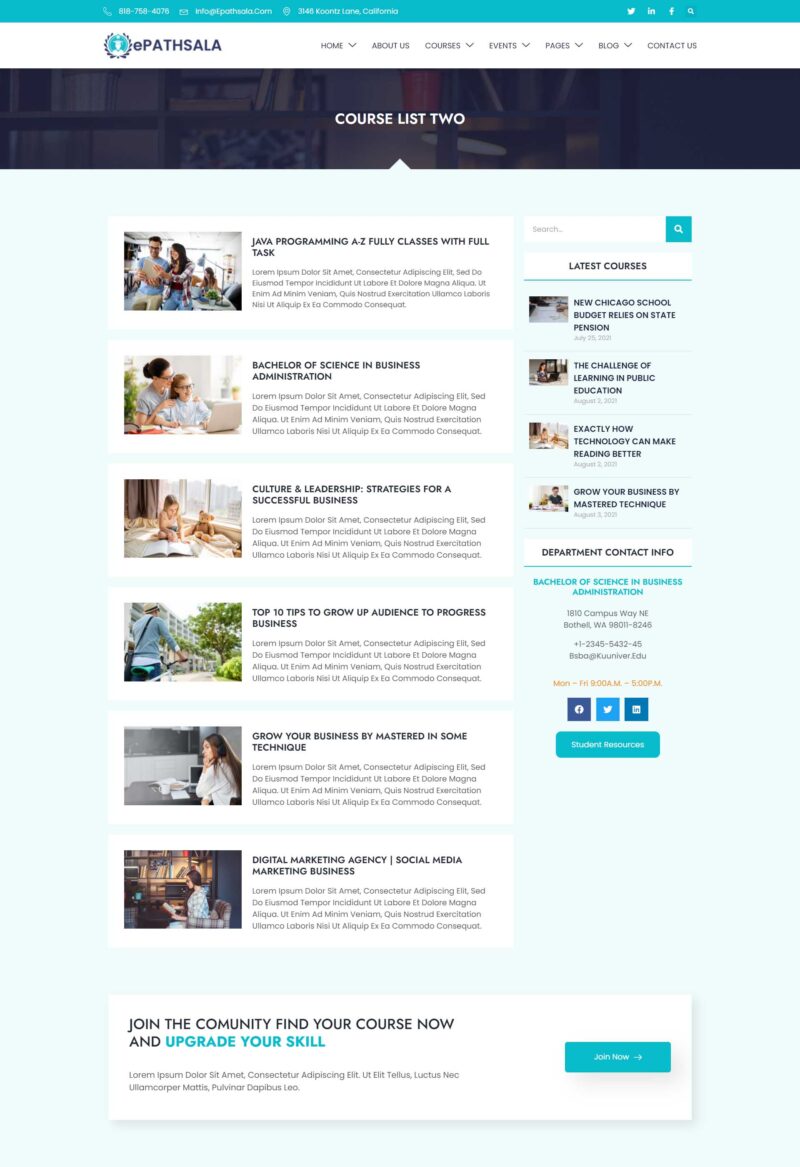 818-758-4076 Info@Epathsala.Com 3146 Koontz Lane, California
ePATHSALA
HOME ABOUT US COURSES EVENTS PAGES BLOG CONTACT US
COURSE LIST TWO
JAVA PROGRAMMING A-Z FULLY CLASSES WITH FULL
TASK
Lorem Ipsum Dolor Sit Amet, Consectetur Adipiscing Elit, Sed Do
Eiusmod Tempor Incididunt Ut Labore Et Dolore Magna Aliqua. Ut
Enim Ad Minim Veniam, Quis Nostrud Exercitation Ullamco Laboris
Nisi Ut Aliquip Ex Ea Commodo Consequat.
BACHELOR OF SCIENCE IN BUSINESS
ADMINISTRATION
Lorem Ipsum Dolor Sit Amet, Consectetur Adipiscing Elit, Sed
Do Eiusmod Tempor Incididunt Ut Labore Et Dolore Magna
Aliqua. Ut Enim Ad Minim Veniam, Quis Nostrud Exercitation
Ullamco Laboris Nisi Ut Aliquip Ex Ea Commodo Consequat.
CULTURE & LEADERSHIP: STRATEGIES FOR A
SUCCESSFUL BUSINESS
Lorem Ipsum Dolor Sit Amet, Consectetur Adipiscing Elit, Sed
Do Eiusmod Tempor Incididunt Ut Labore Et Dolore Magna
Aliqua. Ut Enim Ad Minim Veniam, Quis Nostrud Exercitation
Ullamco Laboris Nisi Ut Aliquip Ex Ea Commodo Consequat.
TOP 10 TIPS TO GROW UP AUDIENCE TO PROGRESS
BUSINESS
Lorem Ipsum Dolor Sit Amet, Consectetur Adipiscing Elit, Sed
Do Eiusmod Tempor Incididunt Ut Labore Et Dolore Magna
Aliqua. Ut Enim Ad Minim Veniam, Quis Nostrud Exercitation
Ullamco Laboris Nisi Ut Aliquip Ex Ea Commodo Consequat.
GROW YOUR BUSINESS BY MASTERED IN SOME
TECHNIQUE
Lorem Ipsum Dolor Sit Amet, Consectetur Adipiscing Elit, Sed
Do Eiusmod Tempor Incididunt Ut Labore Et Dolore Magna
Aliqua. Ut Enim Ad Minim Veniam, Quis Nostrud Exercitation
Ullamco Laboris Nisi Ut Aliquip Ex Ea Commodo Consequat.
DIGITAL MARKETING AGENCY | SOCIAL MEDIA
MARKETING BUSINESS
Lorem Ipsum Dolor Sit Amet, Consectetur Adipiscing Elit, Sed
Do Eiusmod Tempor Incididunt Ut Labore Et Dolore Magna
Aliqua. Ut Enim Ad Minim Veniam, Quis Nostrud Exercitation
Ullamco Laboris Nisi Ut Aliquip Ex Ea Commodo Consequat.
Search...
LATEST COURSES
NEW CHICAGO SCHOOL
BUDGET RELIES ON STATE
PENSION
July 25, 2021
THE CHALLENGE OF
LEARNING IN PUBLIC
EDUCATION
August 2, 2021
EXACTLY HOW
TECHNOLOGY CAN MAKE
READING BETTER
August 2, 2021
GROW YOUR BUSINESS BY
MASTERED TECHNIQUE
August 3, 2021
DEPARTMENT CONTACT INFO
BACHELOR OF SCIENCE IN BUSINESS
ADMINISTRATION
1810 Campus Way NE
Bothell, WA 98011-8246
+1-2345-5432-45
Bsba@Kuuniver.Edu
Mon – Fri 9:00A.M. – 5:00P.M.
Student Resources
JOIN THE COMUNITY FIND YOUR COURSE NOW
AND UPGRADE YOUR SKILL
Lorem Ipsum Dolor Sit Amet, Consectetur Adipiscing Elit. Ut Elit Tellus, Luctus Nec
Ullamcorper Mattis, Pulvinar Dapibus Leo.
Join Now